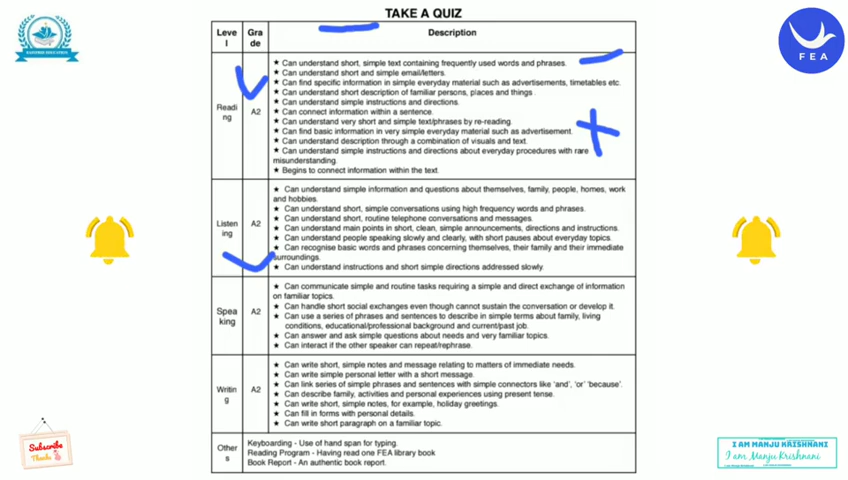 TAKE A QUIZ
Leve
l
Gra
de
Description
Readi
ng
A2
★ Can understand short, simple text containing frequently used words and phrases.
★ Can understand short and simple email/letters.
★ Can find specific information in simple everyday material such as advertisements, timetables etc.
★ Can understand short description of familiar persons, places and things .
★ Can understand simple instructions and directions.
★ Can connect information within a sentence.
★ Can understand very short and simple text/phrases by re-reading.
★ Can find basic information in very simple everyday material such as advertisement.
★ Can understand description through a combination of visuals and text.
★ Can understand simple instructions and directions about everyday procedures with rare
misunderstanding.
★ Begins to connect information within the text.
Listen
ing
A2
★ Can understand simple information and questions about themselves, family, people, homes, work
and hobbies.
★ Can understand short, simple conversations using high frequency words and phrases.
★ Can understand short, routine telephone conversations and messages.
★ Can understand main points in short, clean, simple announcements, directions and instructions.
★ Can understand people speaking slowly and clearly, with short pauses about everyday topics.
★ Can recognise basic words and phrases concerning themselves, their family and their immediate
surroundings.
★ Can understand instructions and short simple directions addressed slowly.
Spea
king
A2
★ Can communicate simple and routine tasks requiring a simple and direct exchange of information
on familiar topics.
★ Can handle short social exchanges even though cannot sustain the conversation or develop it.
★ Can use a series of phrases and sentences to describe in simple terms about family, living
conditions, educational/professional background and current/past job.
★ Can answer and ask simple questions about needs and very familiar topics.
★ Can interact if the other speaker can repeat/rephrase.
Writin
g
A2
★ Can write short, simple notes and message relating to matters of immediate needs.
★ Can write simple personal letter with a short message.
★ Can link series of simple phrases and sentences with simple connectors like 'and', 'or' 'because'.
★ Can describe family, activities and personal experiences using present tense.
★ Can write short, simple notes, for example, holiday greetings.
★ Can fill in forms with personal details.
★ Can write short paragraph on a familiar topic.
Other
s
Keyboarding - Use of hand span for typing.
Reading Program - Having read one FEA library book
Book Report - An authentic book report.
FEA
Subscribe
Thanks
I AM MANJU KRISHNANI
I am Manju Krishnani